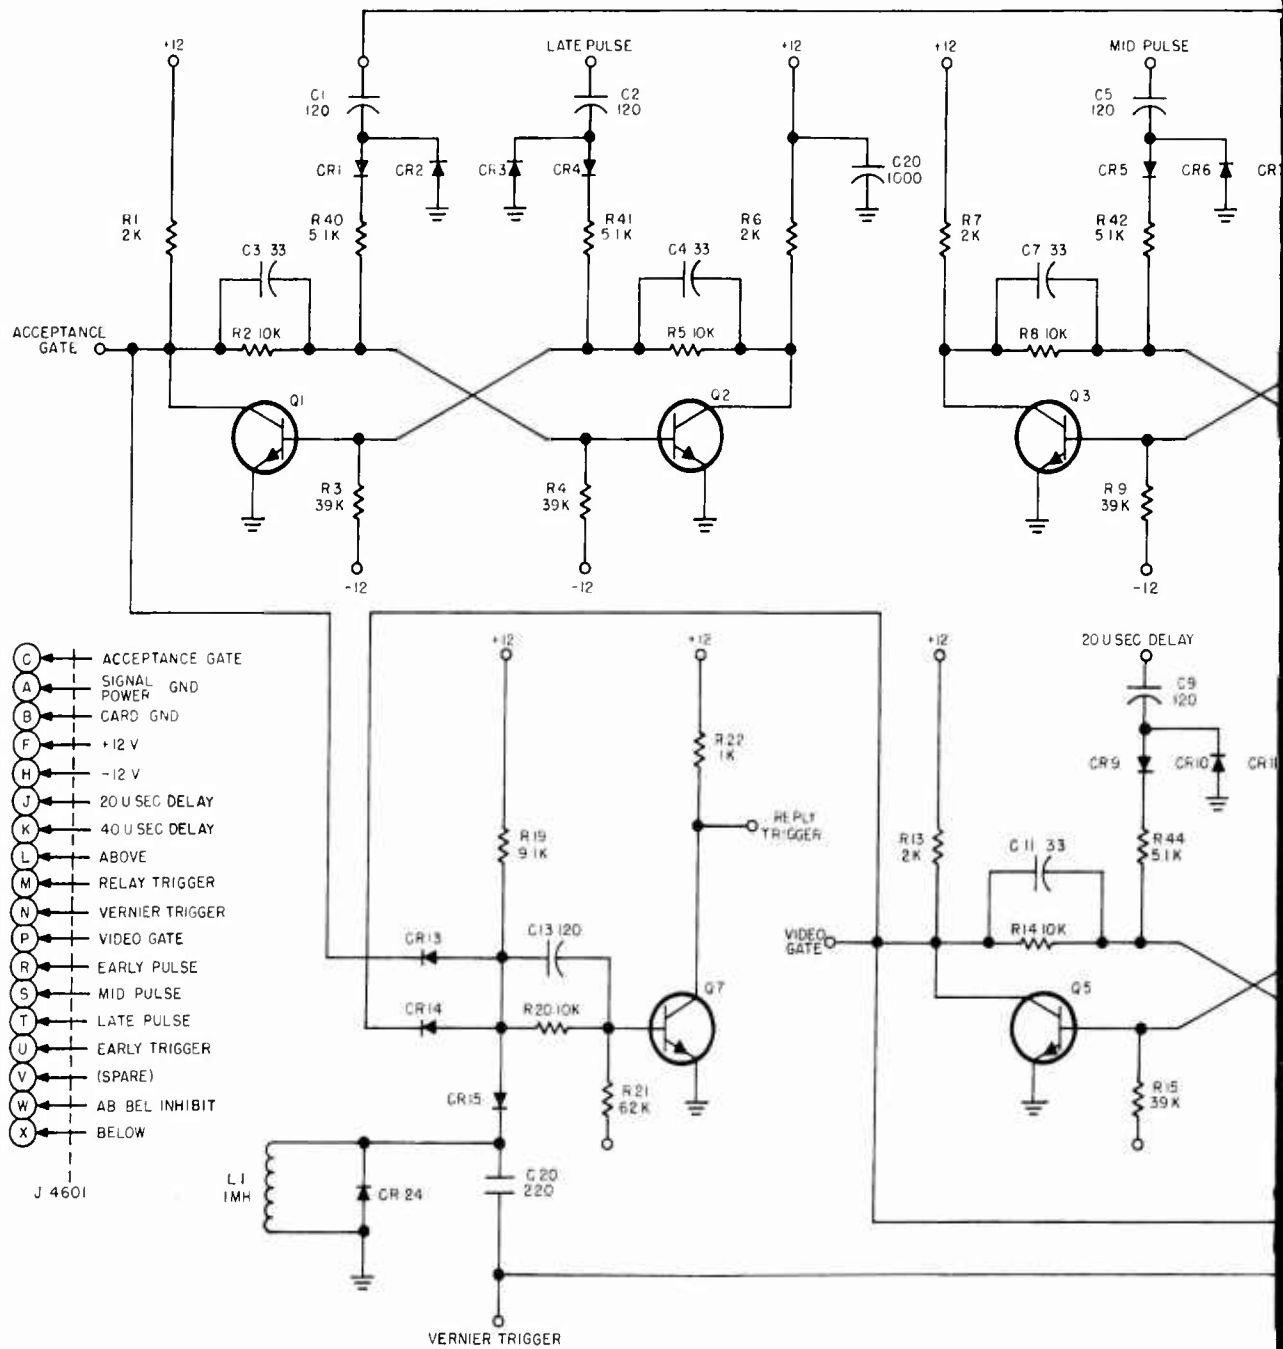 +12
LATE PULSE
+12
+12
MID PULSE
C1
120
C2
120
C5
120
CR1
CR2
CR3
CR4
C20
1000
CR5
CR6
R1
2K
R40
5.1K
R41
5.1K
R6
2K
R7
2K
R42
5.1K
C3 33
C4 33
C7 33
ACCEPTANCE
GATE
R2 10K
R5 10K
R8 10K
Q1
Q2
Q3
R3
39K
R4
39K
R9
39K
-12
-12
-12
+12
+12
+12
20 U SEC DELAY
C ACCEPTANCE GATE
A SIGNAL POWER GND
B CARD GND
F +12 V
H -12 V
J 20 U SEC DELAY
K 40 U SEC DELAY
L ABOVE
M RELAY TRIGGER
N VERNIER TRIGGER
P VIDEO GATE
R EARLY PULSE
S MID PULSE
T LATE PULSE
U EARLY TRIGGER
V (SPARE)
W AB BEL INHIBIT
X BELOW
J 4601
C9
120
R22
1K
CR9
CR10
R19
9.1K
REPLY
TRIGGER
R13
2K
C11 33
R44
5.1K
CR13
C13 120
VIDEO
GATE
R14 10K
CR14
R20 10K
Q7
Q5
CR15
R21
62K
R15
39K
L1
1MH
CR 24
C20
220
VERNIER TRIGGER